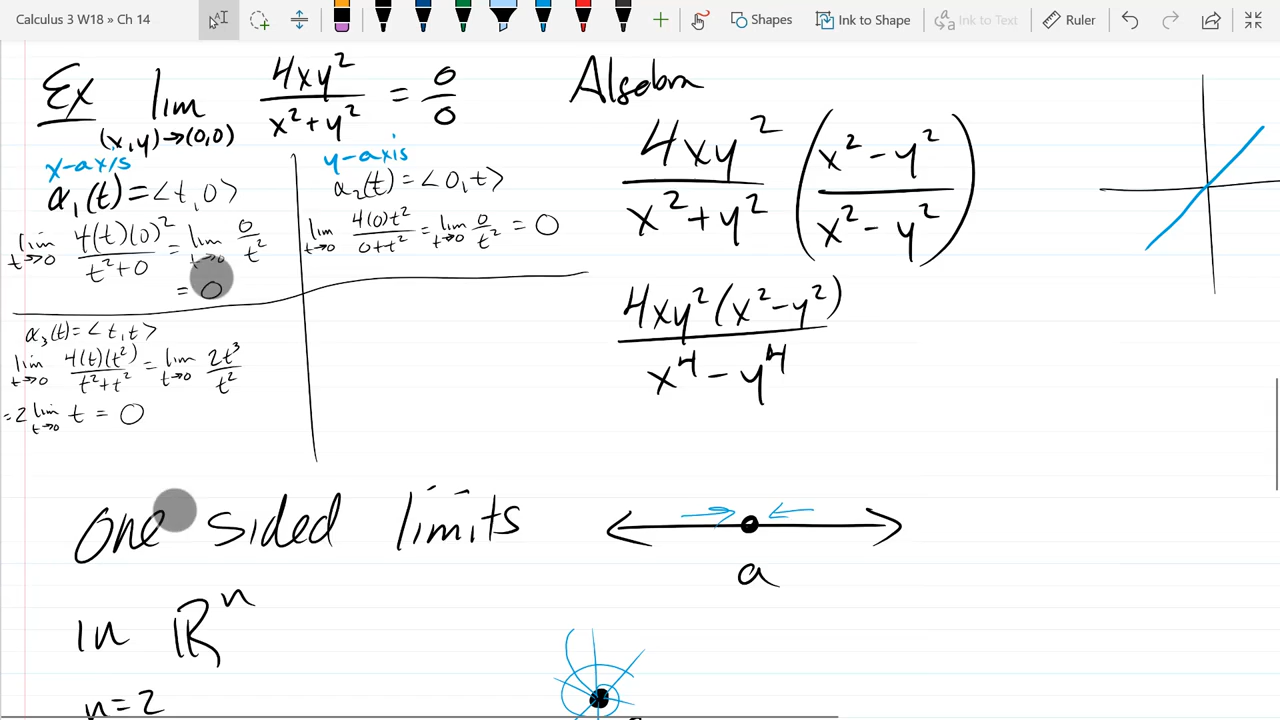 Calculus 3 W18 » Ch 14
Shapes
Ink to Shape
Ink to Text
Ruler
Ex lim (x,y)→(0,0) 4xy²/(x²+y²) = 0/0
x-axis
α₁(t)=<t,0>
lim t→0 4(t)(0)²/(t²+0) = lim t→0 0/t²
= 0
y-axis
α₂(t)=<0,t>
lim t→0 4(0)t²/(0+t²) = lim t→0 0/t² = 0
α₃(t)=<t,t>
lim t→0 4(t)(t²)/(t²+t²) = lim t→0 2t³/t²
=2 lim t→0 t = 0
Algebra
4xy²/(x²+y²) ((x²-y²)/(x²-y²))
4xy²(x²-y²)/(x⁴-y⁴)
one sided limits
a
in ℝⁿ
n=2